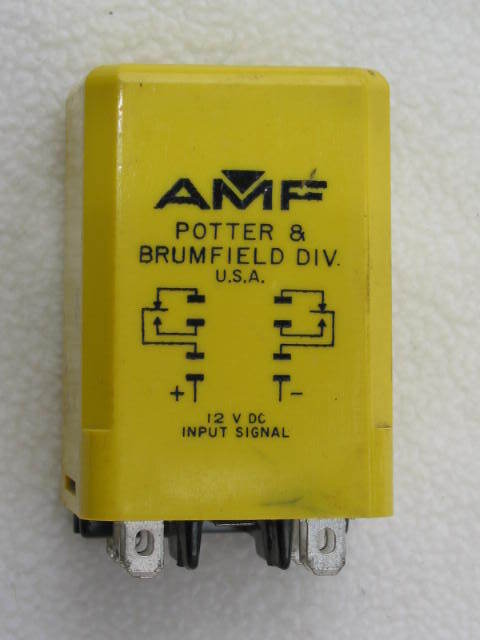 AMF
POTTER &
BRUMFIELD DIV.
U.S.A.
+ -
12 V DC
INPUT SIGNAL